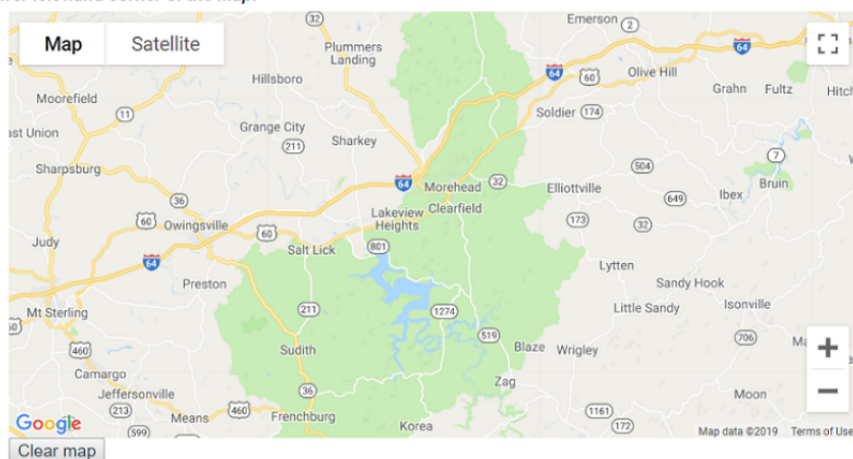 32
Emerson 2
Map Satellite
Plummers
Landing
64
64
60
Olive Hill
Hillsboro
Moorefield
Grahn Fultz
11
Soldier 174
ast Union
Grange City
211
Sharkey
7
Sharpsburg
504
64
Morehead 32
Elliottville
Bruin
Ibex
649
36
Lakeview
Heights
Clearfield
60
Owingsville
60
173
32
Judy
Salt Lick
801
64
Lytten
Preston
Sandy Hook
Mt Sterling
211
1274
Little Sandy
Isonville
60
519
706
460
Sudith
Blaze
Wrigley
+
Camargo
Zag
Jeffersonville
36
Moon
−
213
Means
460
Frenchburg
1161
Google
599
Korea
172
Map data ©2019 Terms of Use
Clear map